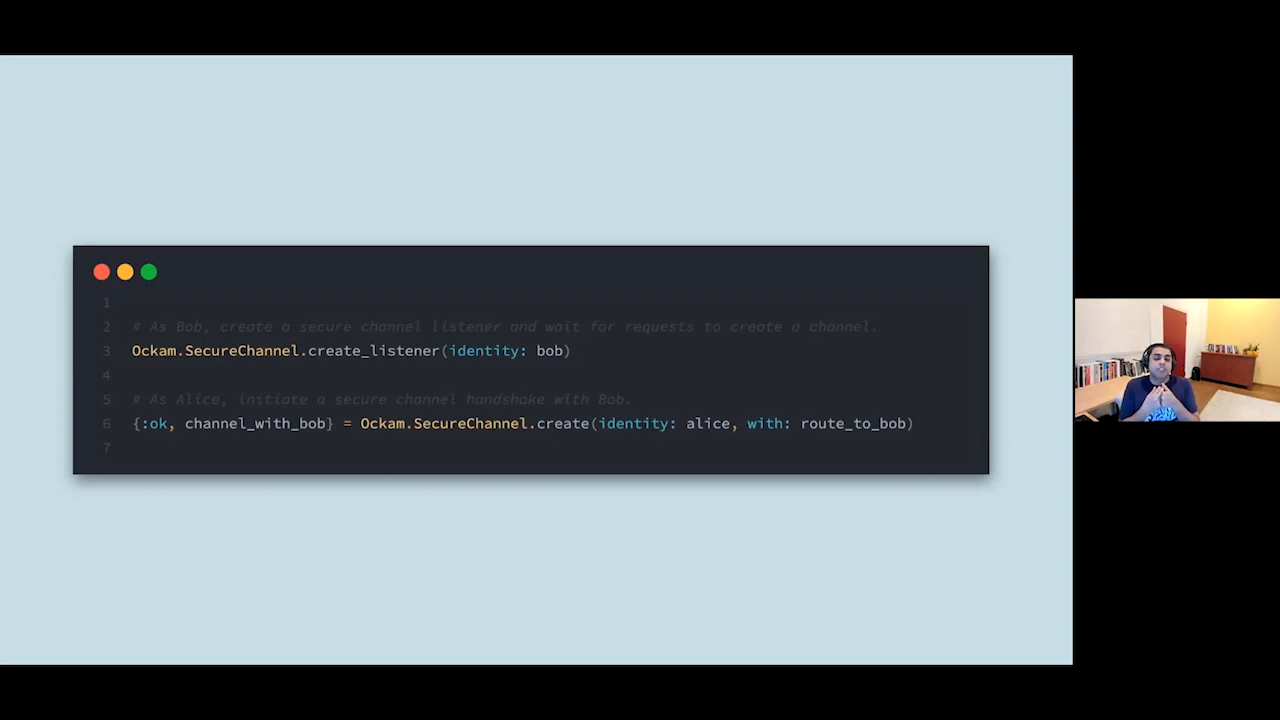 1
2 # As Bob, create a secure channel listener and wait for requests to create a channel.
3 Ockam.SecureChannel.create_listener(identity: bob)
4
5 # As Alice, initiate a secure channel handshake with Bob.
6 {:ok, channel_with_bob} = Ockam.SecureChannel.create(identity: alice, with: route_to_bob)
7